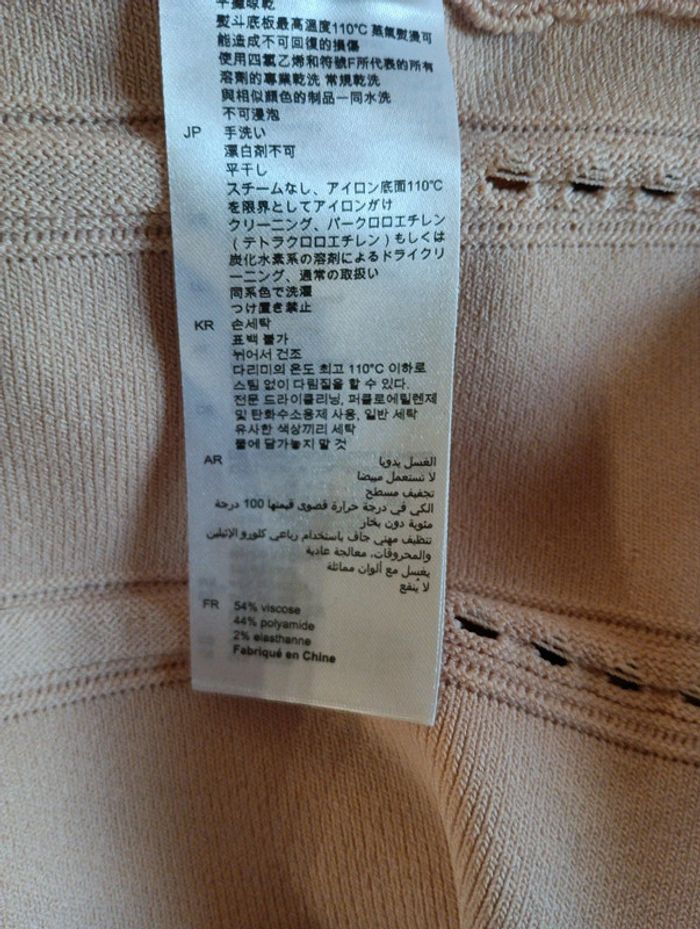 平攤晾乾
熨斗底板最高溫度110℃ 蒸氣熨燙可
能造成不可回復的損傷
使用四氯乙烯和符號F所代表的所有
溶劑的專業乾洗 常規乾洗
與相似顏色的制品一同水洗
不可浸泡
JP 手洗い
漂白剤不可
平干し
スチームなし、アイロン底面110℃
を限界としてアイロンがけ
クリーニング、パークロロエチレン
(テトラクロロエチレン)もしくは
炭化水素系の溶剤によるドライクリ
ーニング、通常の取扱い
同系色で洗濯
つけ置き禁止
KR 손세탁
표백 불가
뉘어서 건조
다리미의 온도 최고 110℃ 이하로
스팀 없이 다림질을 할 수 있다.
전문 드라이클리닝, 퍼클로에틸렌제
및 탄화수소용제 사용, 일반 세탁
유사한 색상끼리 세탁
물에 담가놓지 말 것
AR الغسل يدويا
لا تستعمل مبيضا
تجفيف مسطح
الكي في درجة حرارة قصوى قيمتها 100 درجة
مئوية دون بخار
تنظيف مهني جاف باستخدام رباعي كلورو الإثيلين
والمحروقات، معالجة عادية
يغسل مع ألوان مماثلة
لا ينقع
FR 54% viscose
44% polyamide
2% elasthanne
Fabriqué en Chine